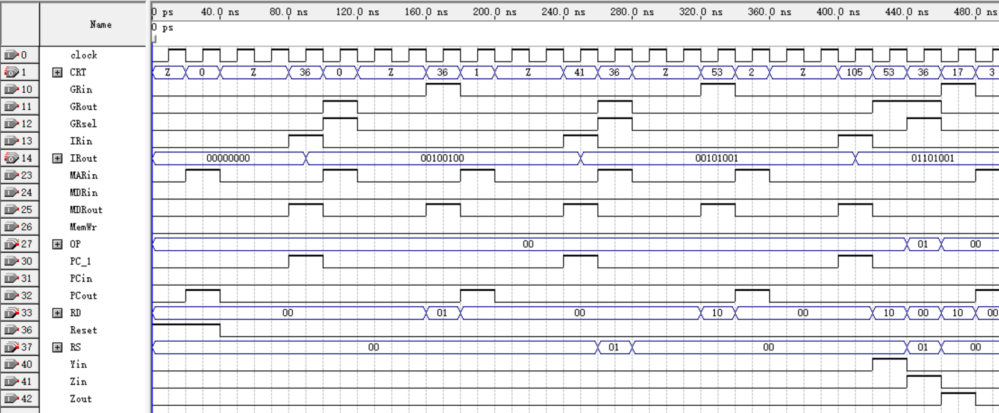 0 ps 40.0 ns 80.0 ns 120.0 ns 160.0 ns 200.0 ns 240.0 ns 280.0 ns 320.0 ns 360.0 ns 400.0 ns 440.0 ns 480.0 ns
Name
0 ps
0 clock
1 CRT Z 0 Z 36 0 Z 36 1 Z 41 36 Z 53 2 Z 105 53 36 17 3
10 GRin
11 GRout
12 GRsel
13 IRin
14 IRout 00000000 00100100 00101001 01101001
23 MARin
24 MDRin
25 MDRout
26 MemWr
27 OP 00 01 00
30 PC_1
31 PCin
32 PCout
33 RD 00 01 00 10 00 10 00 10 00
36 Reset
37 RS 00 01 00 01 00
40 Yin
41 Zin
42 Zout